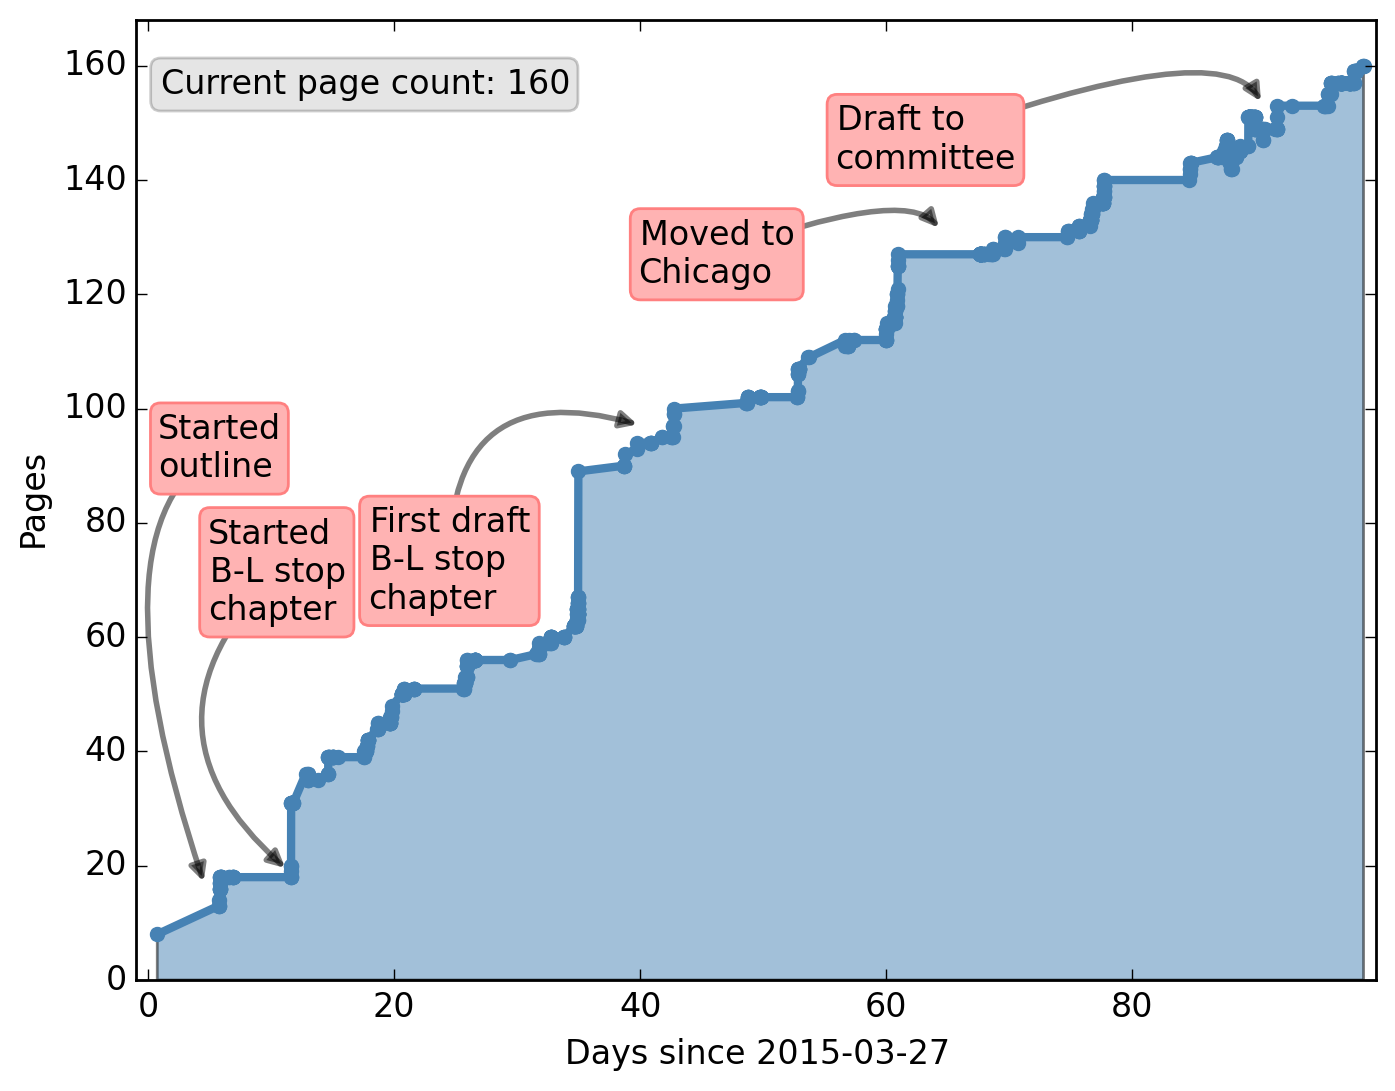 Current page count: 160
Draft to
committee
Moved to
Chicago
Started
outline
Started
B-L stop
chapter
First draft
B-L stop
chapter
Pages
160
140
120
100
80
60
40
20
0
0 20 40 60 80
Days since 2015-03-27